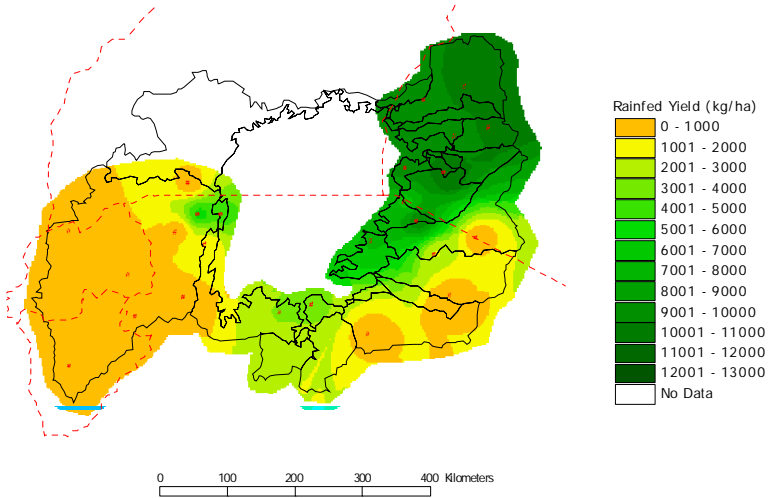 Rainfed Yield (kg/ha)
0 - 1000
1001 - 2000
2001 - 3000
3001 - 4000
4001 - 5000
5001 - 6000
6001 - 7000
7001 - 8000
8001 - 9000
9001 - 10000
10001 - 11000
11001 - 12000
12001 - 13000
No Data
0 100 200 300 400 Kilometers